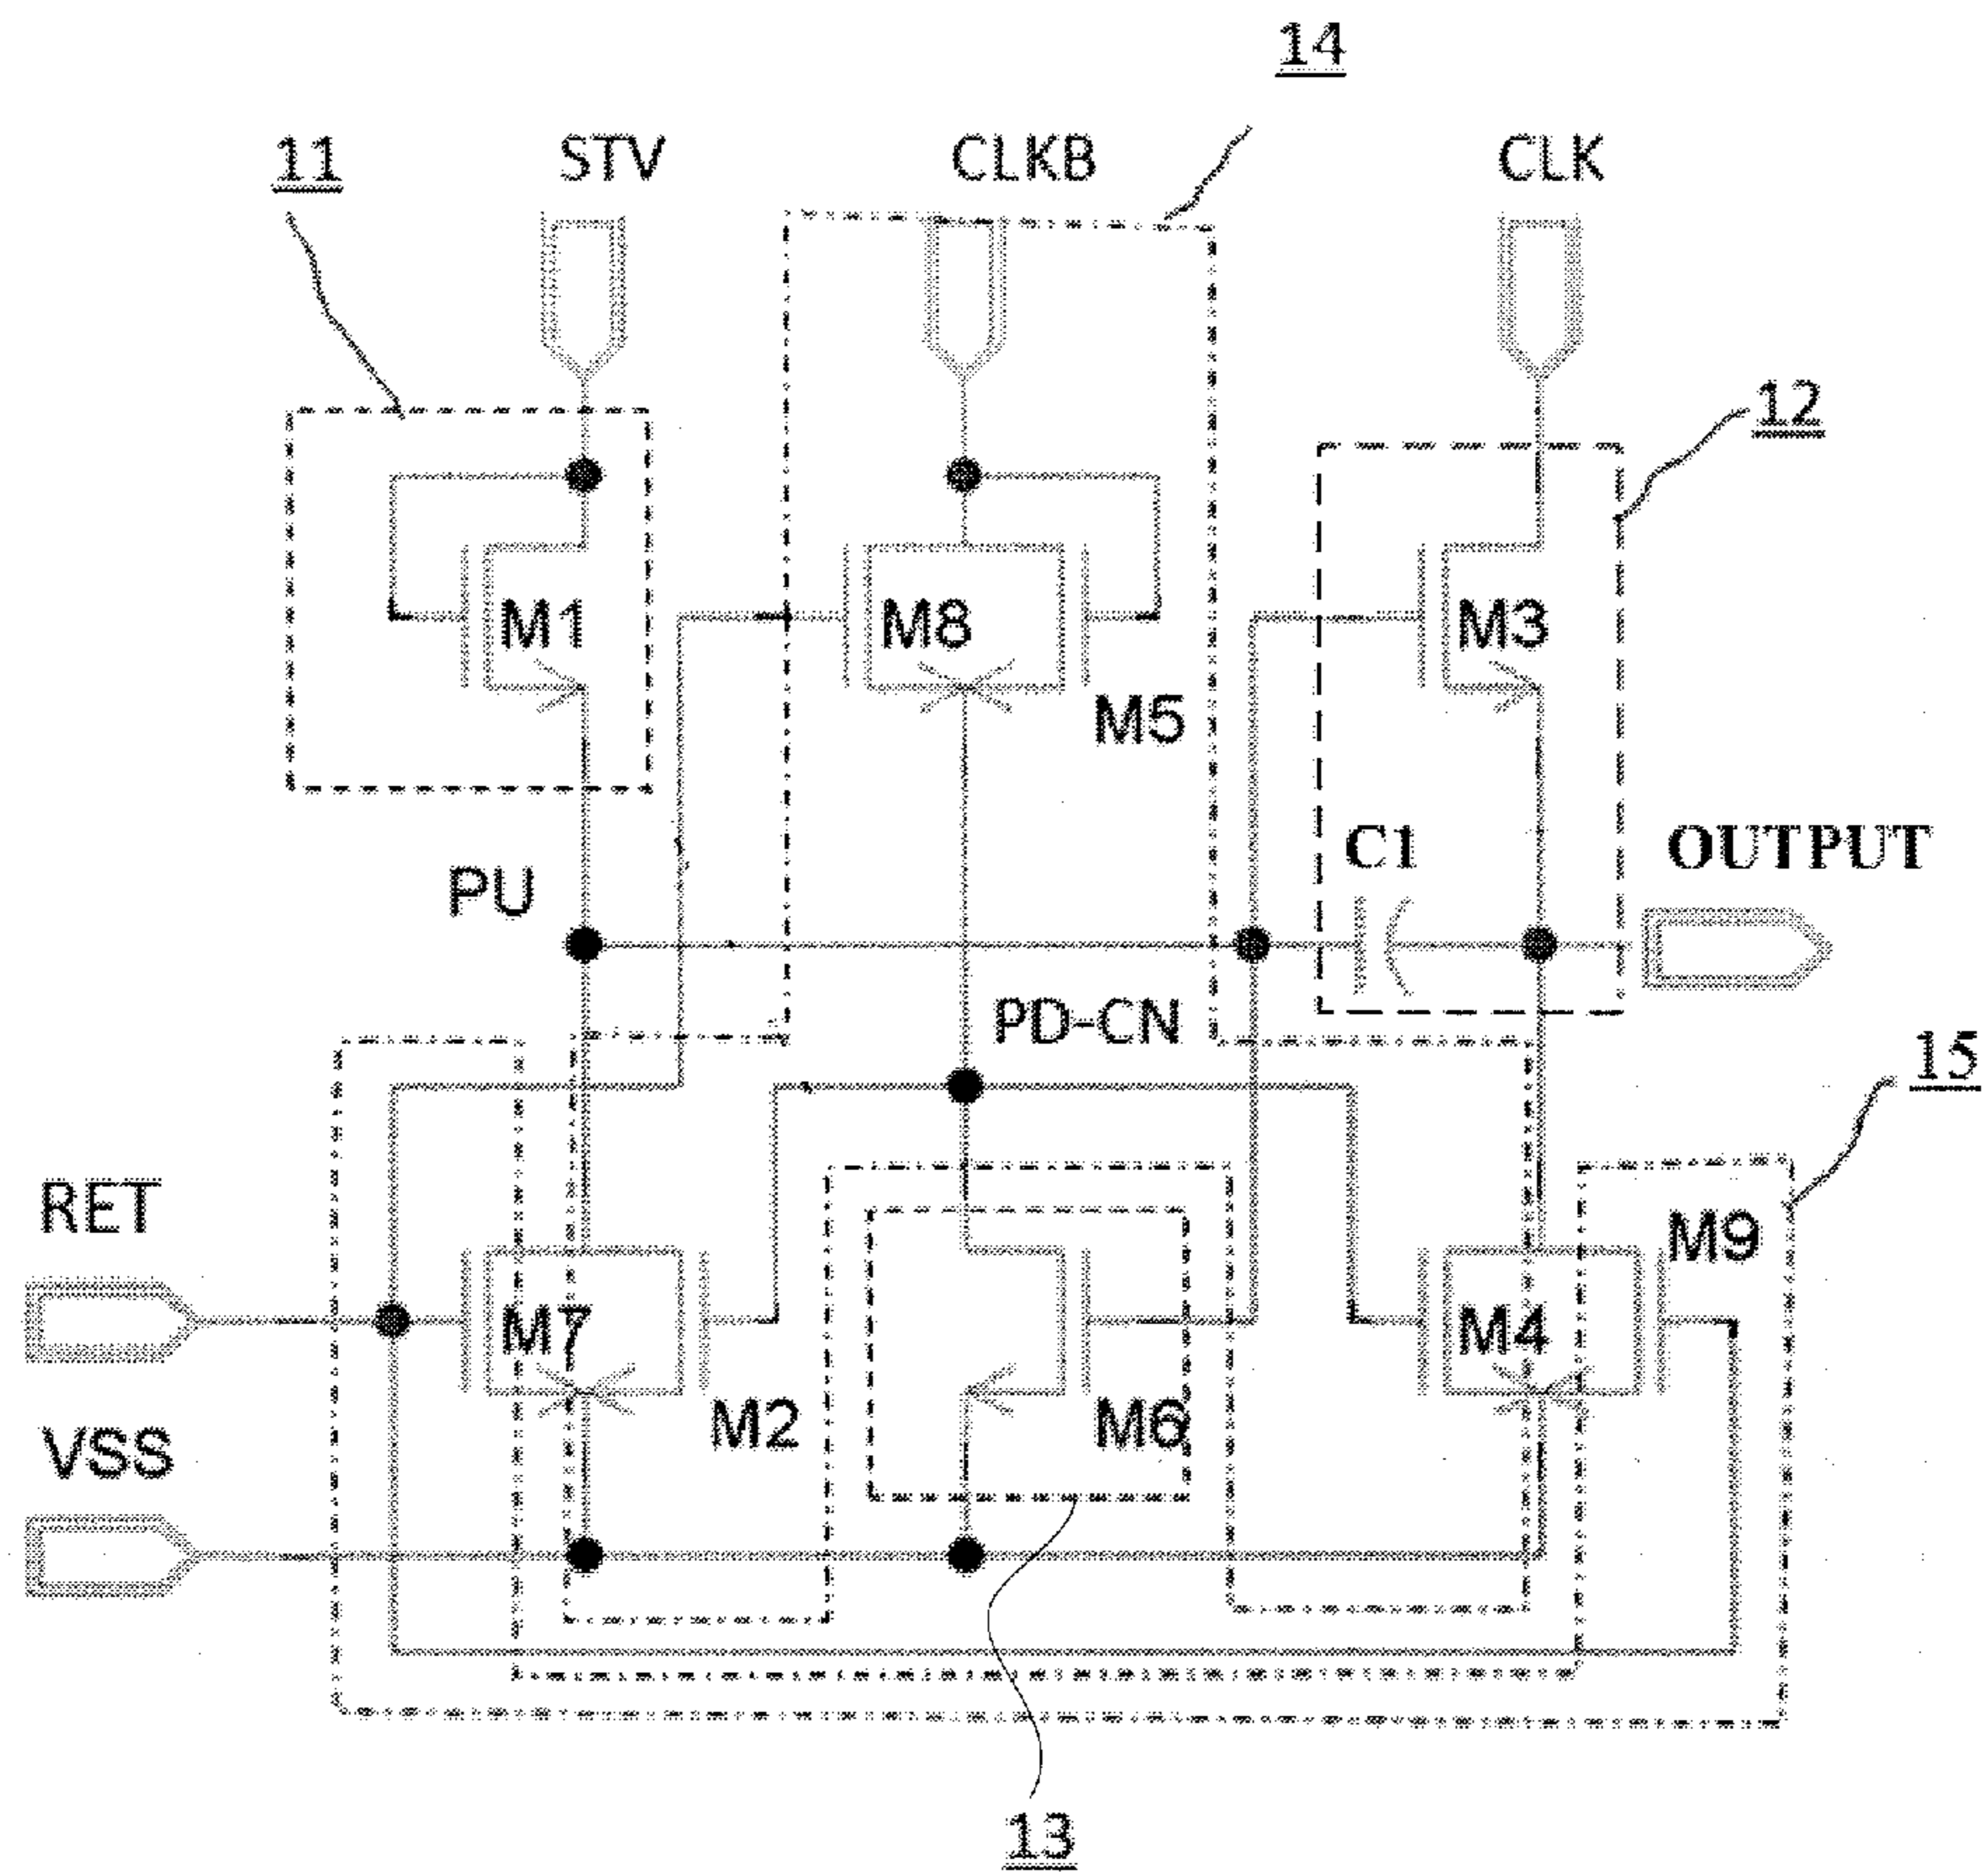 14
11
STV
CLKB
CLK
12
M1
M8
M3
M5
C1
OUTPUT
PU
PD-CN
15
RET
M9
M7
M4
M2
M6
VSS
13